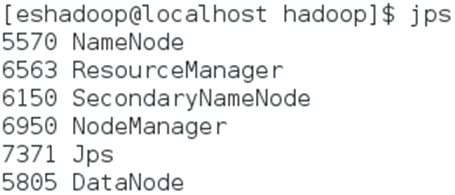 [eshadoop@localhost hadoop]$ jps
5570 NameNode
6563 ResourceManager
6150 SecondaryNameNode
6950 NodeManager
7371 Jps
5805 DataNode